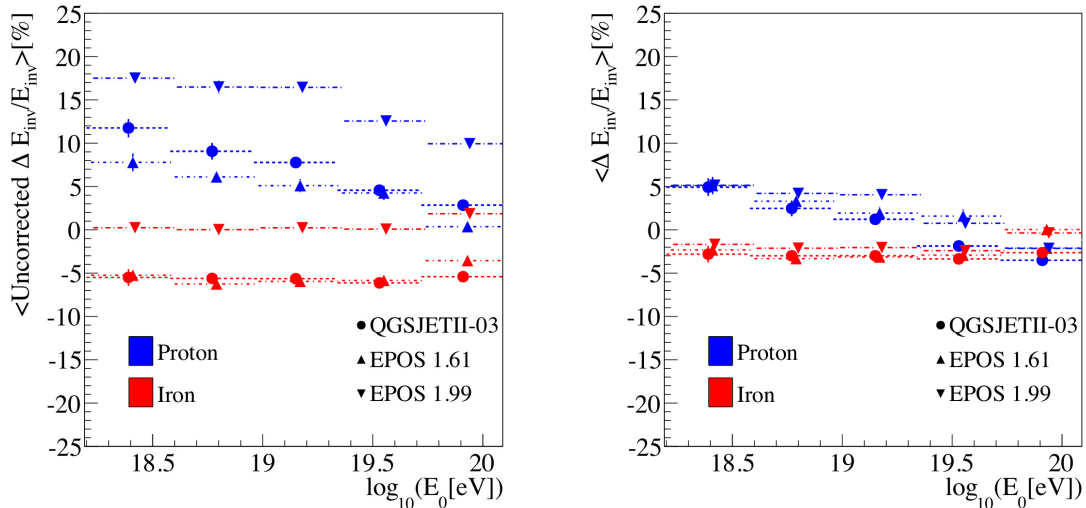 <Uncorrected Δ E_inv/E_inv>[%]
25
20
15
10
5
0
-5
-10
-15
-20
-25
18.5
19
19.5
20
log_10(E_0[eV])
Proton
Iron
QGSJETII-03
EPOS 1.61
EPOS 1.99
<Δ E_inv/E_inv>[%]
25
20
15
10
5
0
-5
-10
-15
-20
-25
18.5
19
19.5
20
log_10(E_0[eV])
Proton
Iron
QGSJETII-03
EPOS 1.61
EPOS 1.99